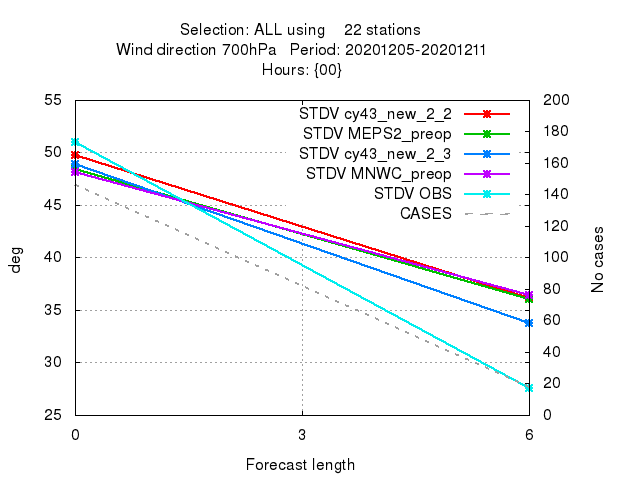 Selection: ALL using 22 stations
Wind direction 700hPa Period: 20201205-20201211
Hours: {00}
55
50
45
40
35
30
25
deg
200
180
160
140
120
100
80
60
40
20
0
No cases
STDV cy43_new_2_2
STDV MEPS2_preop
STDV cy43_new_2_3
STDV MNWC_preop
STDV OBS
CASES
0 3 6
Forecast length